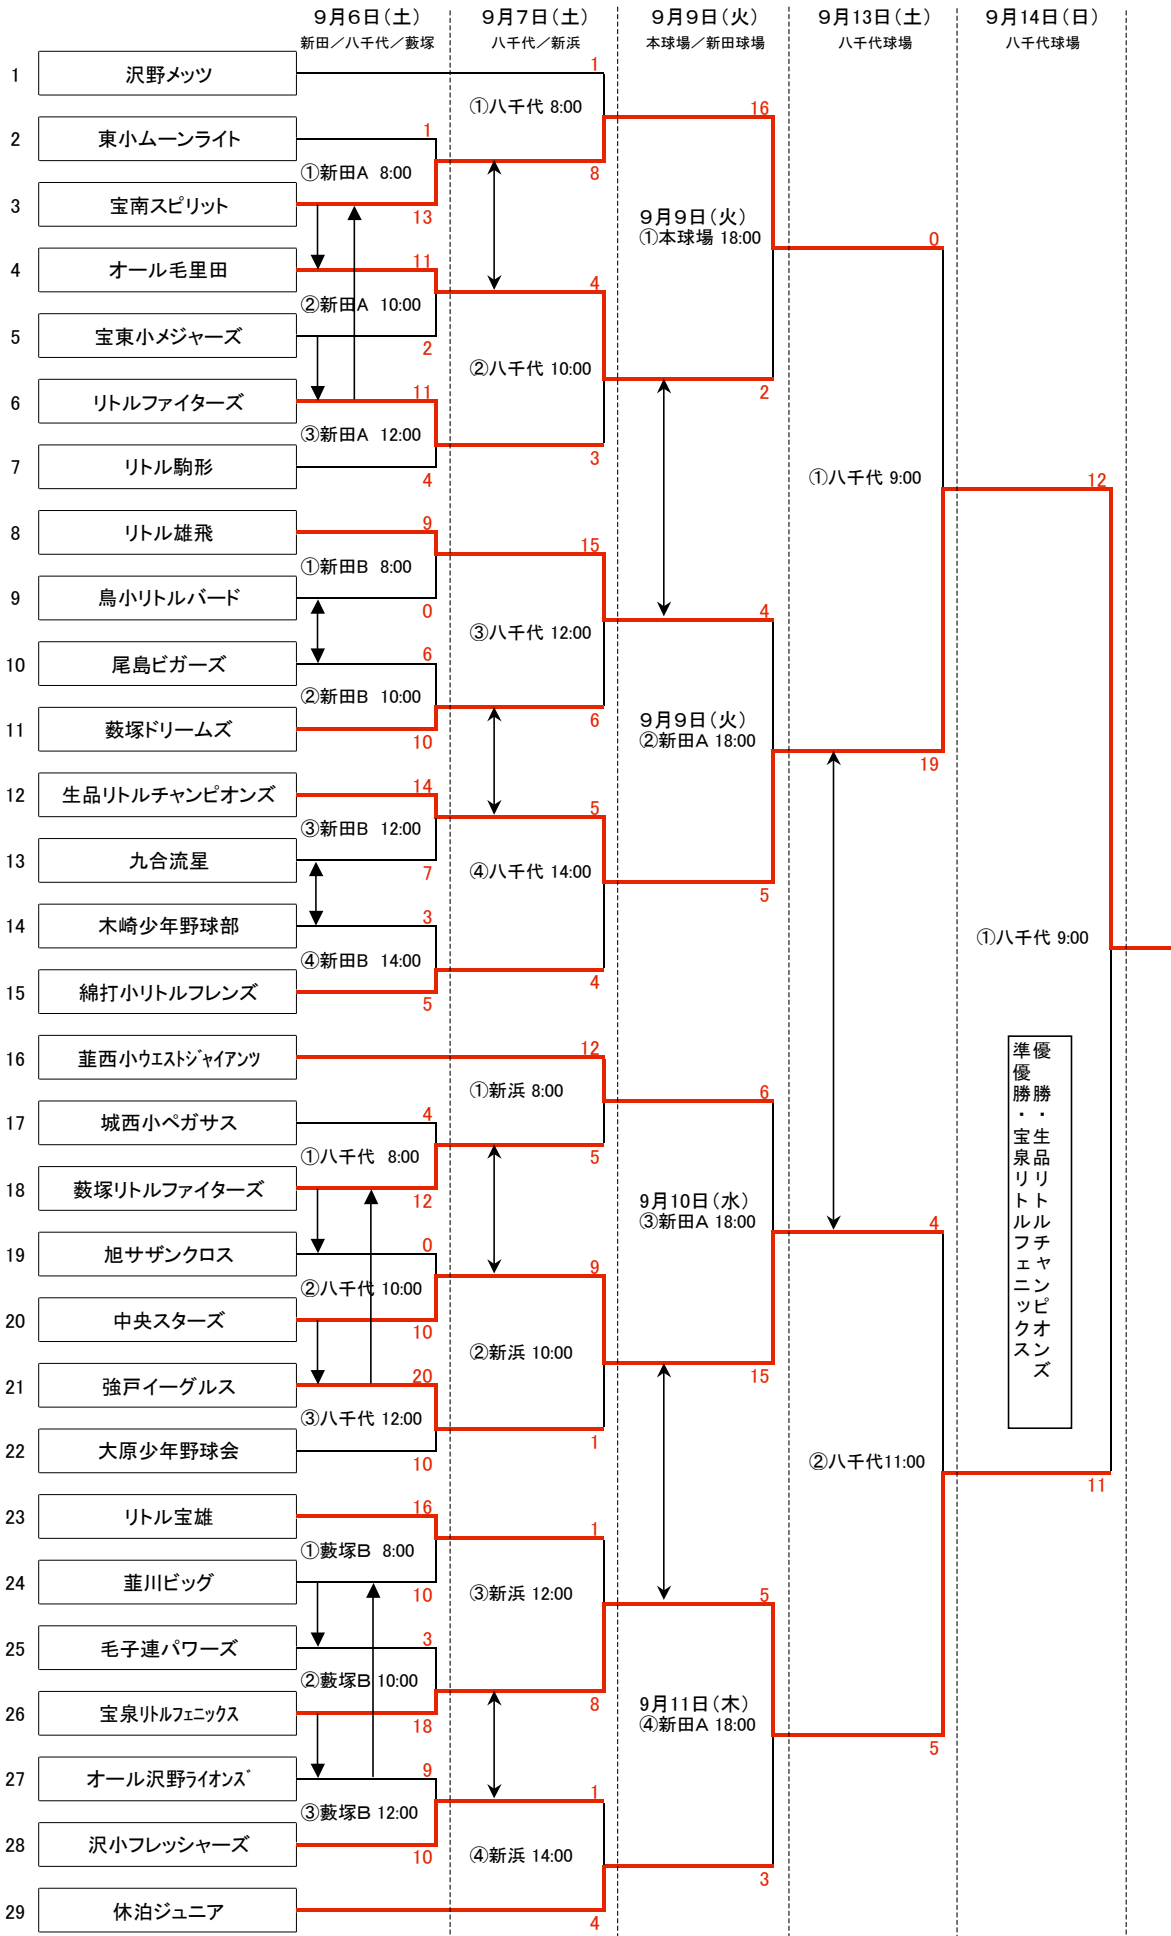 ９月６日（土）　９月７日（土）　９月９日（火）　９月13日（土）　９月14日（日）
新田／八千代／藪塚　八千代／新浜　本球場／新田球場　八千代球場　八千代球場
1 沢野メッツ 1
①八千代 8:00
16
2 東小ムーンライト 1
①新田Ａ 8:00
8
3 宝南スピリット 13
９月９日（火）
①本球場 18:00
0
4 オール毛里田 11
4
②新田Ａ 10:00
5 宝東小メジャーズ 2
②八千代 10:00
2
6 リトルファイターズ 11
③新田Ａ 12:00
3
7 リトル駒形 4
①八千代 9:00
12
8 リトル雄飛 9
15
①新田Ｂ 8:00
9 鳥小リトルバード 0
4
③八千代 12:00
10 尾島ビガーズ 6
②新田Ｂ 10:00
6
11 藪塚ドリームズ 10
９月９日（火）
②新田Ａ 18:00
19
12 生品リトルチャンピオンズ 14
5
③新田Ｂ 12:00
13 九合流星 7
④八千代 14:00
5
14 木崎少年野球部 3
①八千代 9:00
④新田Ｂ 14:00
4
15 綿打小リトルフレンズ 5
優　勝・生品リトルチャンピオンズ
準優勝・宝泉リトルフェニックス
16 韮西小ウエストジャイアンツ 12
①新浜 8:00
6
17 城西小ペガサス 4
①八千代 8:00
5
18 藪塚リトルファイターズ 12
9月10日（水）
③新田Ａ 18:00
4
19 旭サザンクロス 0
9
②八千代 10:00
20 中央スターズ 10
②新浜 10:00
15
21 強戸イーグルス 20
③八千代 12:00
1
22 大原少年野球会 10
②八千代11:00
11
23 リトル宝雄 16
1
①藪塚Ｂ 8:00
24 韮川ビッグ 10
③新浜 12:00
5
25 毛子連パワーズ 3
②藪塚Ｂ 10:00
8
26 宝泉リトルフェニックス 18
9月11日（木）
④新田Ａ 18:00
5
27 オール沢野ライオンズ 9
1
③藪塚Ｂ 12:00
28 沢小フレッシャーズ 10
④新浜 14:00
3
29 休泊ジュニア 4